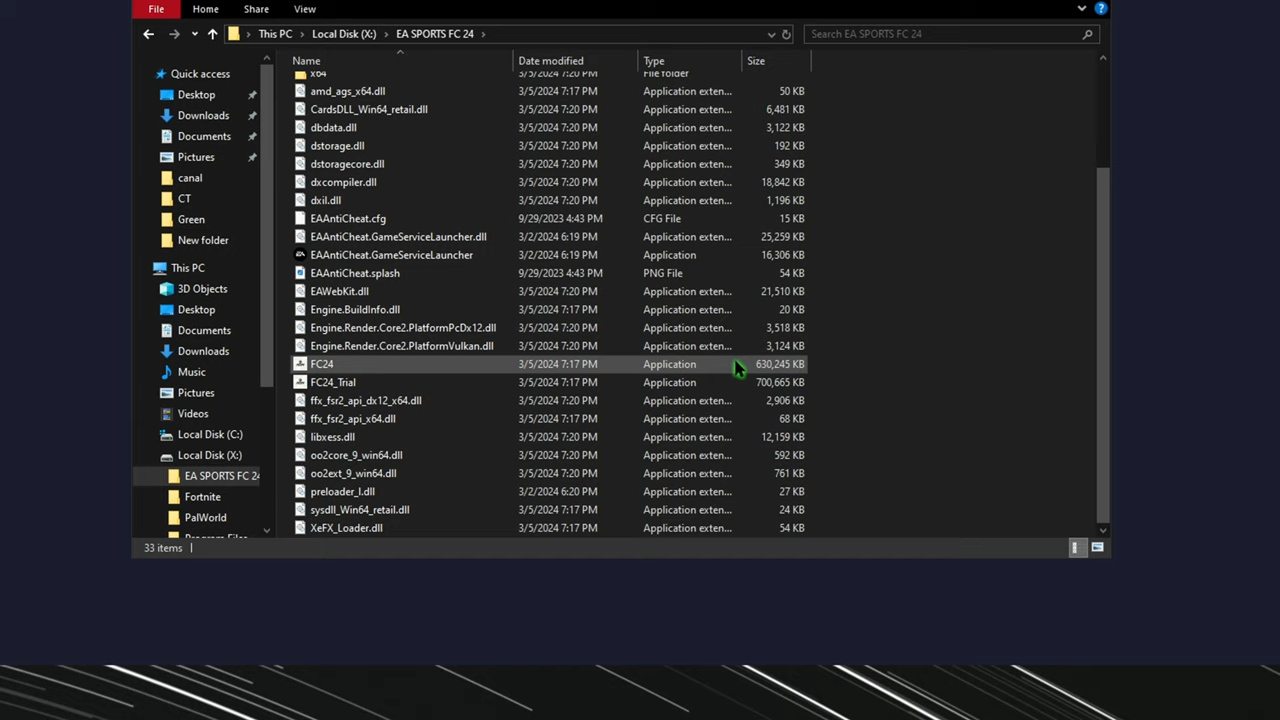 File Home Share View
This PC > Local Disk (X:) > EA SPORTS FC 24 > Search EA SPORTS FC 24
Name Date modified Type Size
Quick access
Desktop
Downloads
Documents
Pictures
canal
CT
Green
New folder
This PC
3D Objects
Desktop
Documents
Downloads
Music
Pictures
Videos
Local Disk (C:)
Local Disk (X:)
EA SPORTS FC 24
Fortnite
PalWorld
Program Files
x64 3/5/2024 7:20 PM File folder
amd_ags_x64.dll 3/5/2024 7:17 PM Application exten... 50 KB
CardsDLL_Win64_retail.dll 3/5/2024 7:20 PM Application exten... 6,481 KB
dbdata.dll 3/5/2024 7:20 PM Application exten... 3,122 KB
dstorage.dll 3/5/2024 7:20 PM Application exten... 192 KB
dstoragecore.dll 3/5/2024 7:20 PM Application exten... 349 KB
dxcompiler.dll 3/5/2024 7:20 PM Application exten... 18,842 KB
dxil.dll 3/5/2024 7:20 PM Application exten... 1,196 KB
EAAntiCheat.cfg 9/29/2023 4:43 PM CFG File 15 KB
EAAntiCheat.GameServiceLauncher.dll 3/2/2024 6:19 PM Application exten... 25,259 KB
EAAntiCheat.GameServiceLauncher 3/2/2024 6:19 PM Application 16,306 KB
EAAntiCheat.splash 9/29/2023 4:43 PM PNG File 54 KB
EAWebKit.dll 3/5/2024 7:20 PM Application exten... 21,510 KB
Engine.BuildInfo.dll 3/5/2024 7:20 PM Application exten... 20 KB
Engine.Render.Core2.PlatformPcDx12.dll 3/5/2024 7:20 PM Application exten... 3,518 KB
Engine.Render.Core2.PlatformVulkan.dll 3/5/2024 7:20 PM Application exten... 3,124 KB
FC24 3/5/2024 7:17 PM Application 630,245 KB
FC24_Trial 3/5/2024 7:17 PM Application 700,665 KB
ffx_fsr2_api_dx12_x64.dll 3/5/2024 7:20 PM Application exten... 2,906 KB
ffx_fsr2_api_x64.dll 3/5/2024 7:17 PM Application exten... 68 KB
libxess.dll 3/5/2024 7:20 PM Application exten... 12,159 KB
oo2core_9_win64.dll 3/5/2024 7:20 PM Application exten... 592 KB
oo2ext_9_win64.dll 3/5/2024 7:20 PM Application exten... 761 KB
preloader_l.dll 3/2/2024 6:20 PM Application exten... 27 KB
sysdll_Win64_retail.dll 3/5/2024 7:17 PM Application exten... 24 KB
XeFX_Loader.dll 3/5/2024 7:17 PM Application exten... 54 KB
33 items